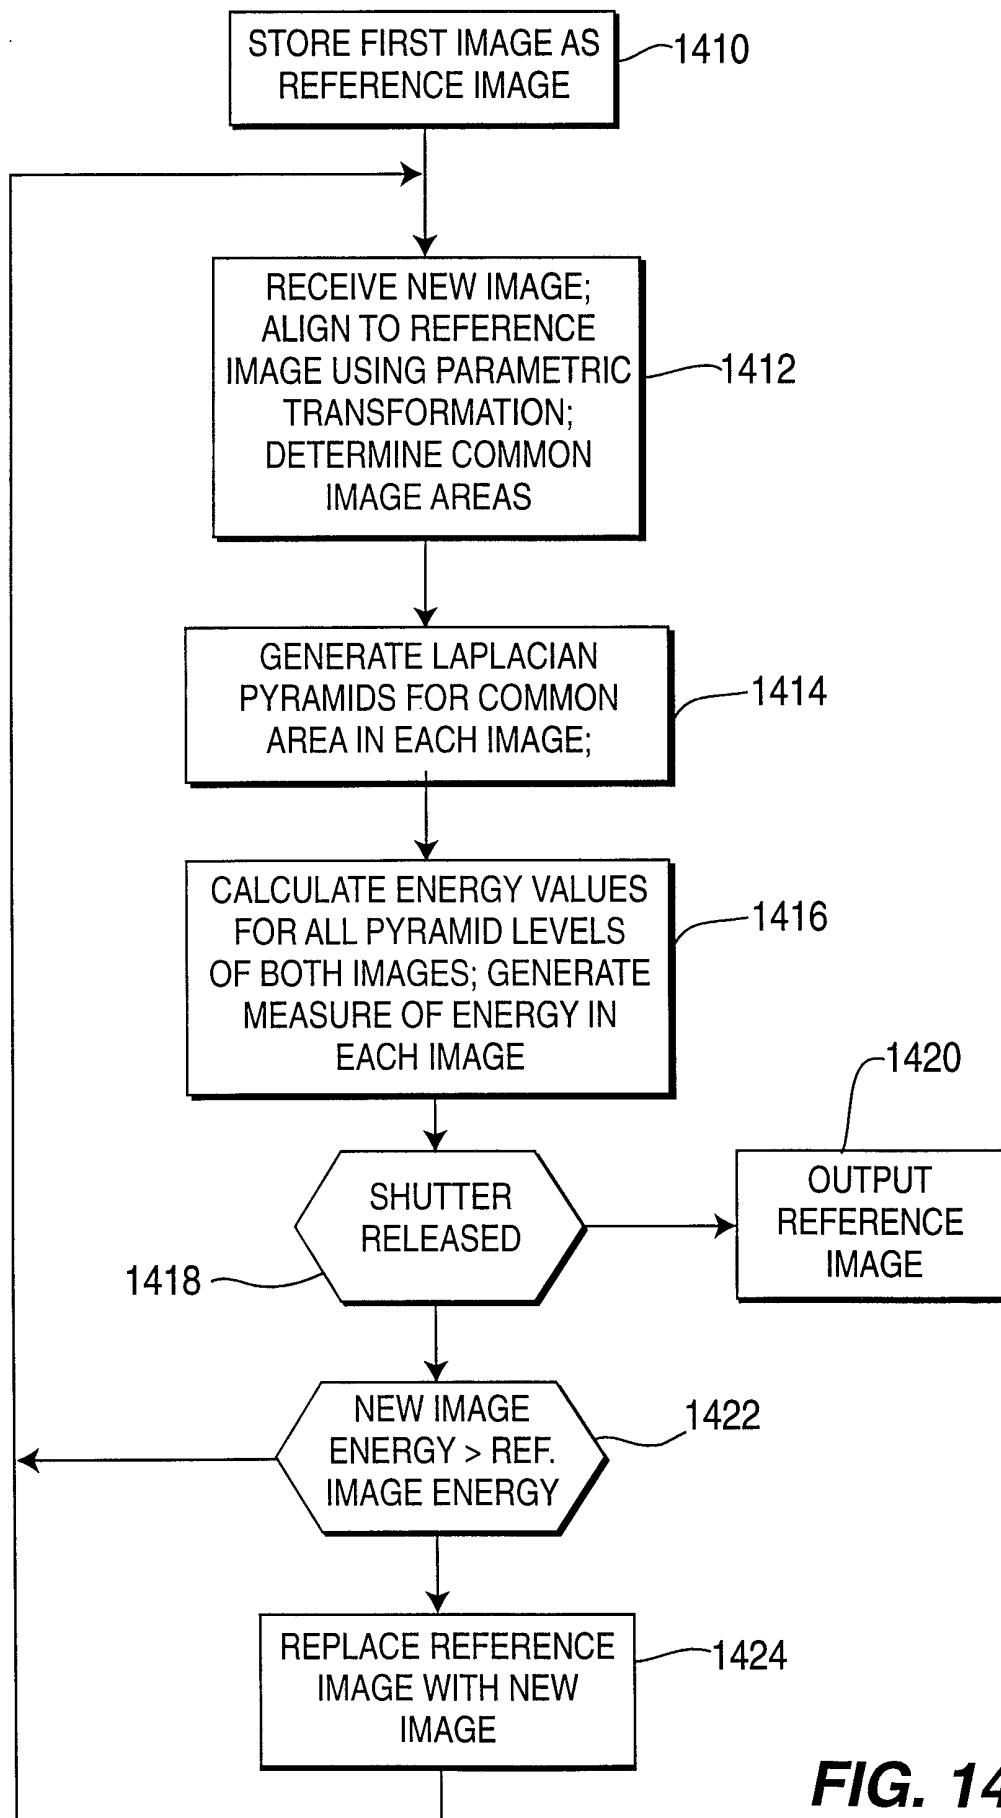 STORE FIRST IMAGE AS
REFERENCE IMAGE
1410
RECEIVE NEW IMAGE;
ALIGN TO REFERENCE
IMAGE USING PARAMETRIC
TRANSFORMATION;
DETERMINE COMMON
IMAGE AREAS
1412
GENERATE LAPLACIAN
PYRAMIDS FOR COMMON
AREA IN EACH IMAGE;
1414
CALCULATE ENERGY VALUES
FOR ALL PYRAMID LEVELS
OF BOTH IMAGES; GENERATE
MEASURE OF ENERGY IN
EACH IMAGE
1416
SHUTTER
RELEASED
1418
1420
OUTPUT
REFERENCE
IMAGE
NEW IMAGE
ENERGY > REF.
IMAGE ENERGY
1422
REPLACE REFERENCE
IMAGE WITH NEW
IMAGE
1424
FIG. 14